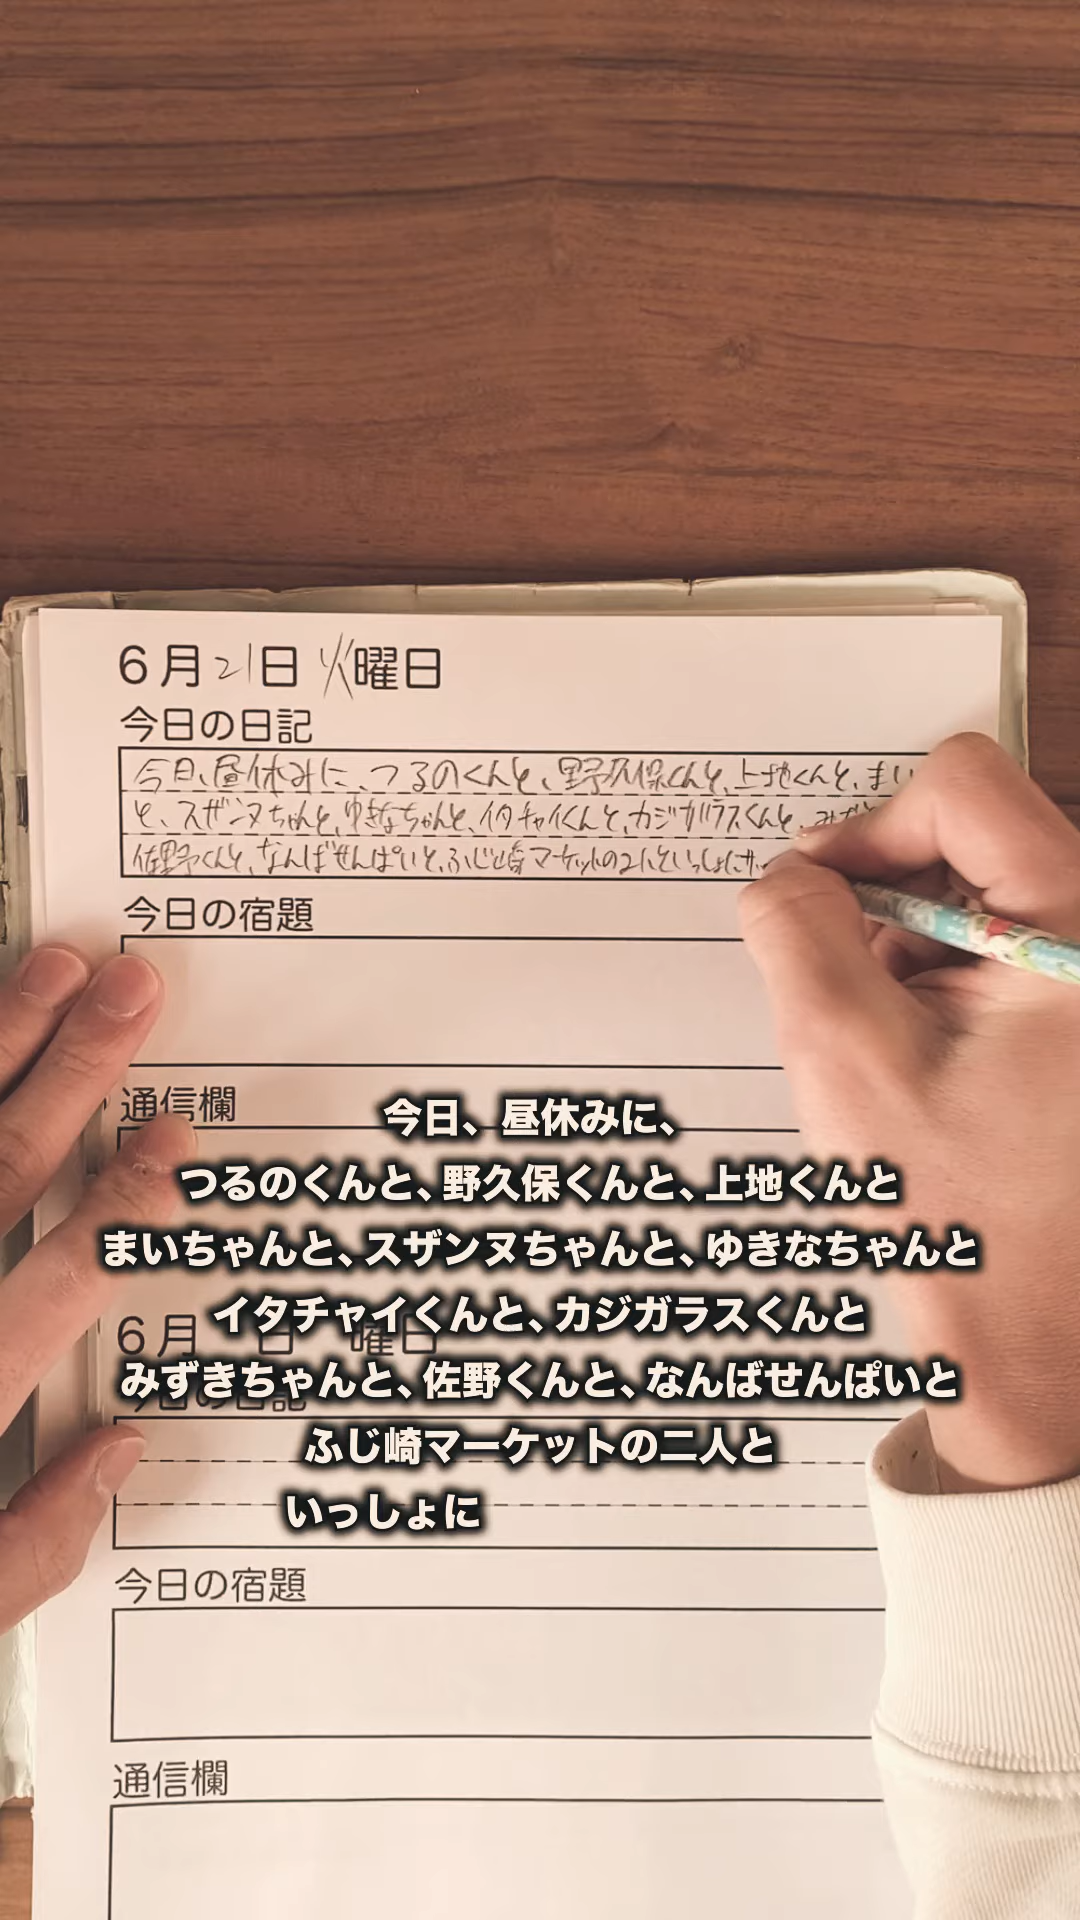 6月21日 火曜日
今日の日記
今日、昼休みに、つるのくんと、野久保くんと、上地くんと、まい
と、スザンヌちゃんと、ゆきなちゃんと、イタチャイくんと、カジガラスくんと、みず
佐野くんと、なんばせんぱいと、ふじ崎マーケットの2人といっしょにサッ
今日の宿題
通信欄
今日、昼休みに、
つるのくんと、野久保くんと、上地くんと
まいちゃんと、スザンヌちゃんと、ゆきなちゃんと
イタチャイくんと、カジガラスくんと
みずきちゃんと、佐野くんと、なんばせんぱいと
ふじ崎マーケットの二人と
いっしょに
6月 日 曜日
今日の日記
今日の宿題
通信欄